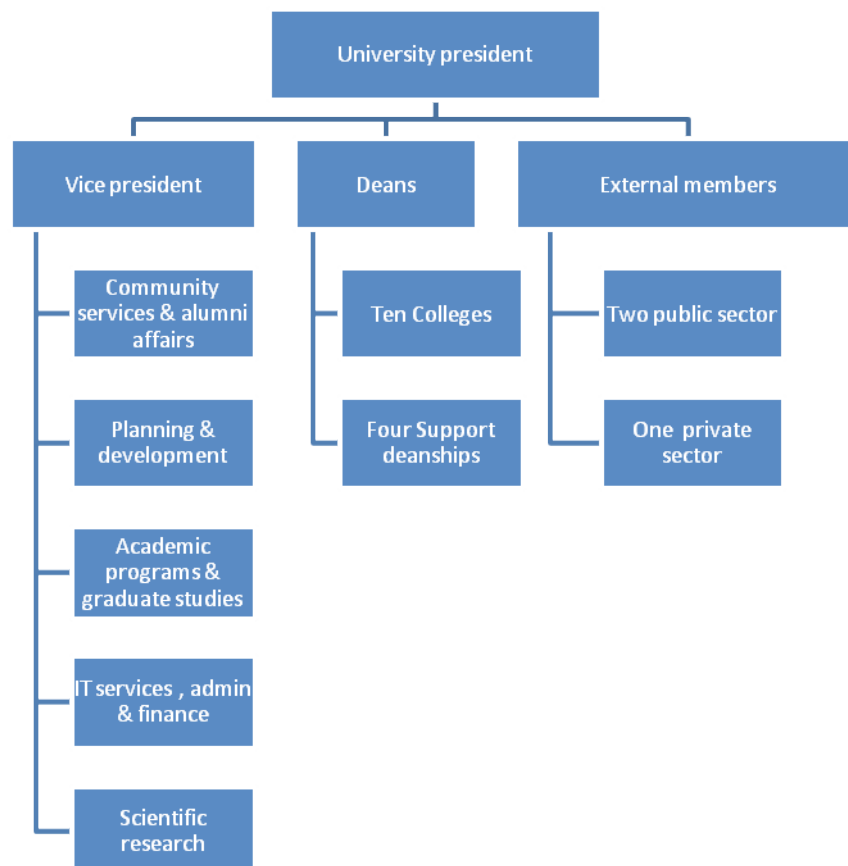 University president
Vice president
Deans
External members
Community
services & alumni
affairs
Ten Colleges
Two public sector
Planning &
development
Four Support
deanships
One private
sector
Academic
programs &
graduate studies
IT services , admin
& finance
Scientific
research